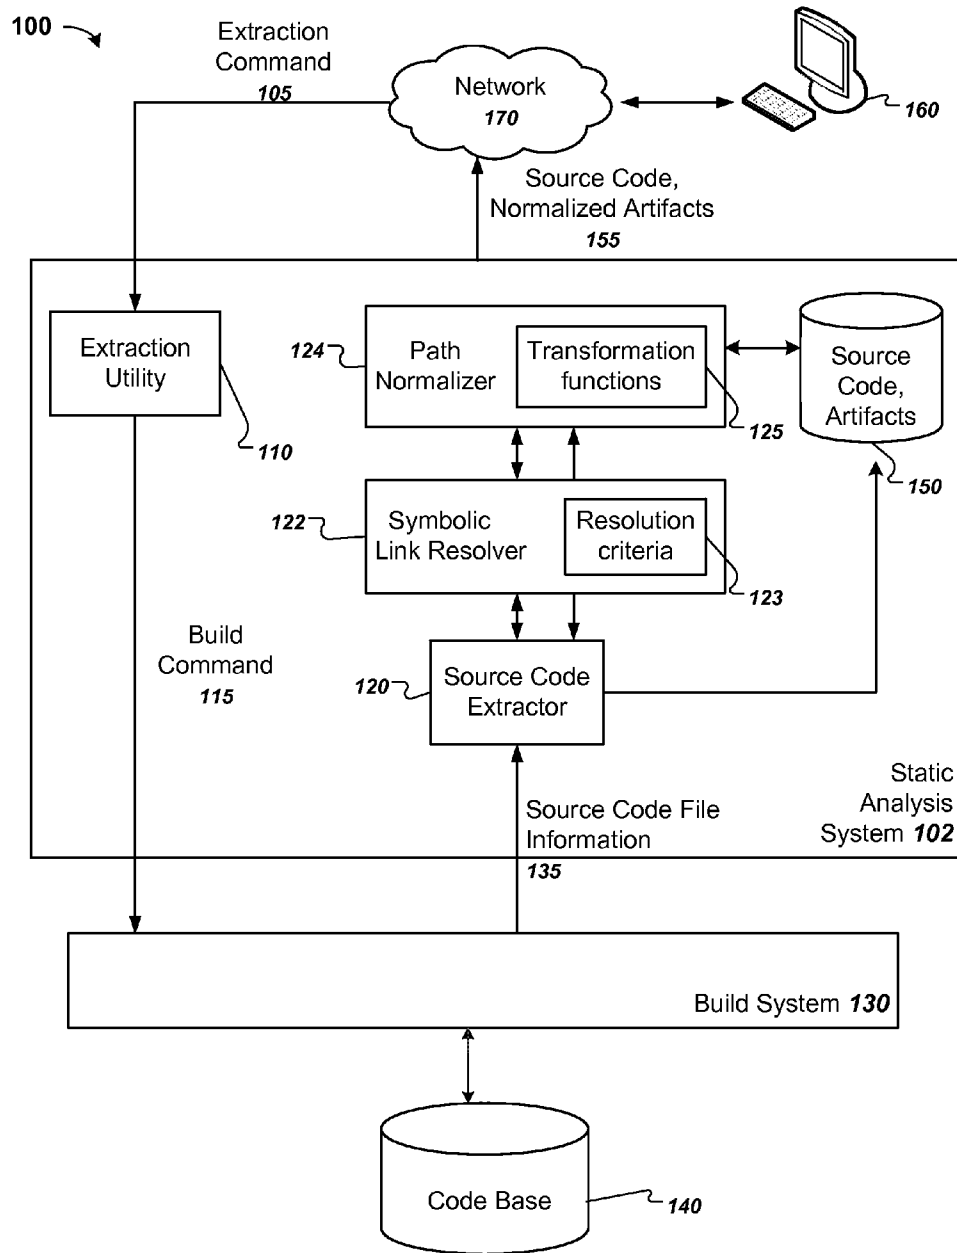 100
Extraction
Command
105
Network
170
160
Source Code,
Normalized Artifacts
155
Extraction
Utility
110
124
Path
Normalizer
Transformation
functions
125
Source
Code,
Artifacts
150
122
Symbolic
Link Resolver
Resolution
criteria
123
Build
Command
115
120
Source Code
Extractor
Source Code File
Information
135
Static
Analysis
System 102
Build System 130
Code Base
140